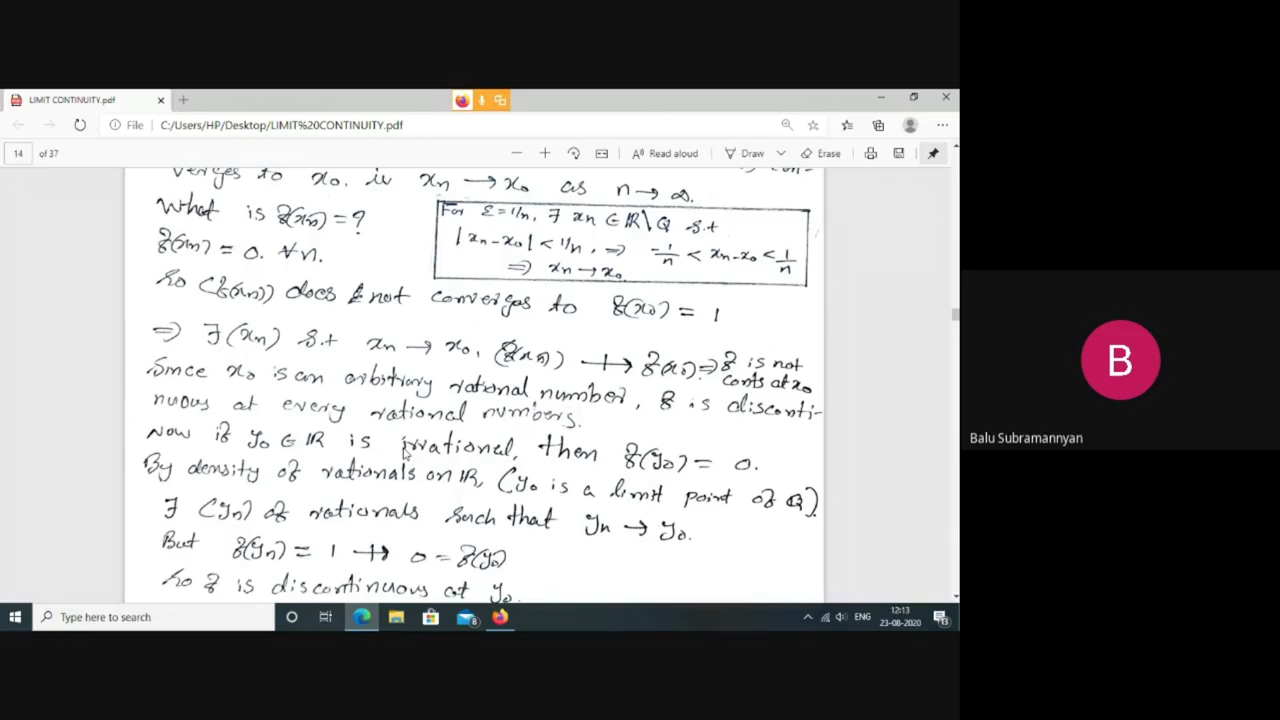 LIMIT CONTINUITY.pdf
File | C:/Users/HP/Desktop/LIMIT%20CONTINUITY.pdf
14 of 37 Read aloud Draw Erase
verges to x₀. ie xₙ → x₀ as n → ∞.
What is f(xₙ) = ?
f(xₙ) = 0. ∀n.
For ε = 1/n, ∃ xₙ ∈ ℝ\ℚ s.t
|xₙ - x₀| < 1/n, ⇒ -1/n < xₙ - x₀ < 1/n
⇒ xₙ → x₀
So (f(xₙ)) does not converges to f(x₀) = 1
⇒ ∃ (xₙ) s.t xₙ → x₀, (f(xₙ)) ↛ f(x₀) ⇒ f is not
conts at x₀
Since x₀ is an arbitrary rational number, f is disconti-
nuous at every rational numbers.
Now if y₀ ∈ ℝ is irrational, then f(y₀) = 0.
By density of rationals on ℝ, (y₀ is a limit point of ℚ)
∃ (yₙ) of rationals such that yₙ → y₀.
But f(yₙ) = 1 ↛ 0 = f(y₀)
So f is discontinuous at y₀.
B
Balu Subramannyan
Type here to search
8
ENG
12:13
23-08-2020
13